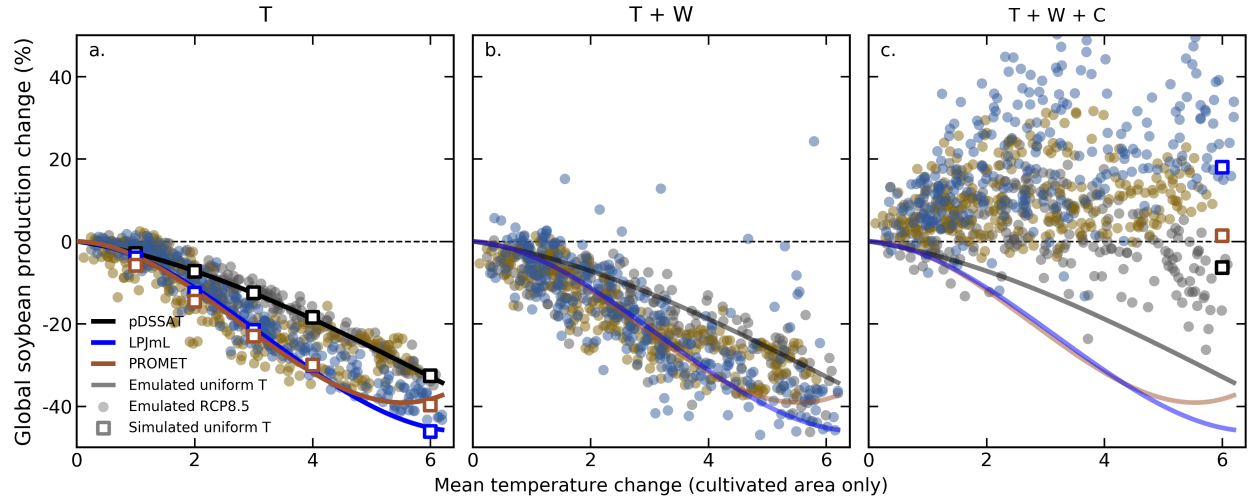 T
T + W
T + W + C
Global soybean production change (%)
a.
b.
c.
40
20
0
-20
-40
pDSSAT
LPJmL
PROMET
Emulated uniform T
Emulated RCP8.5
Simulated uniform T
0
2
4
6
0
2
4
6
0
2
4
6
Mean temperature change (cultivated area only)